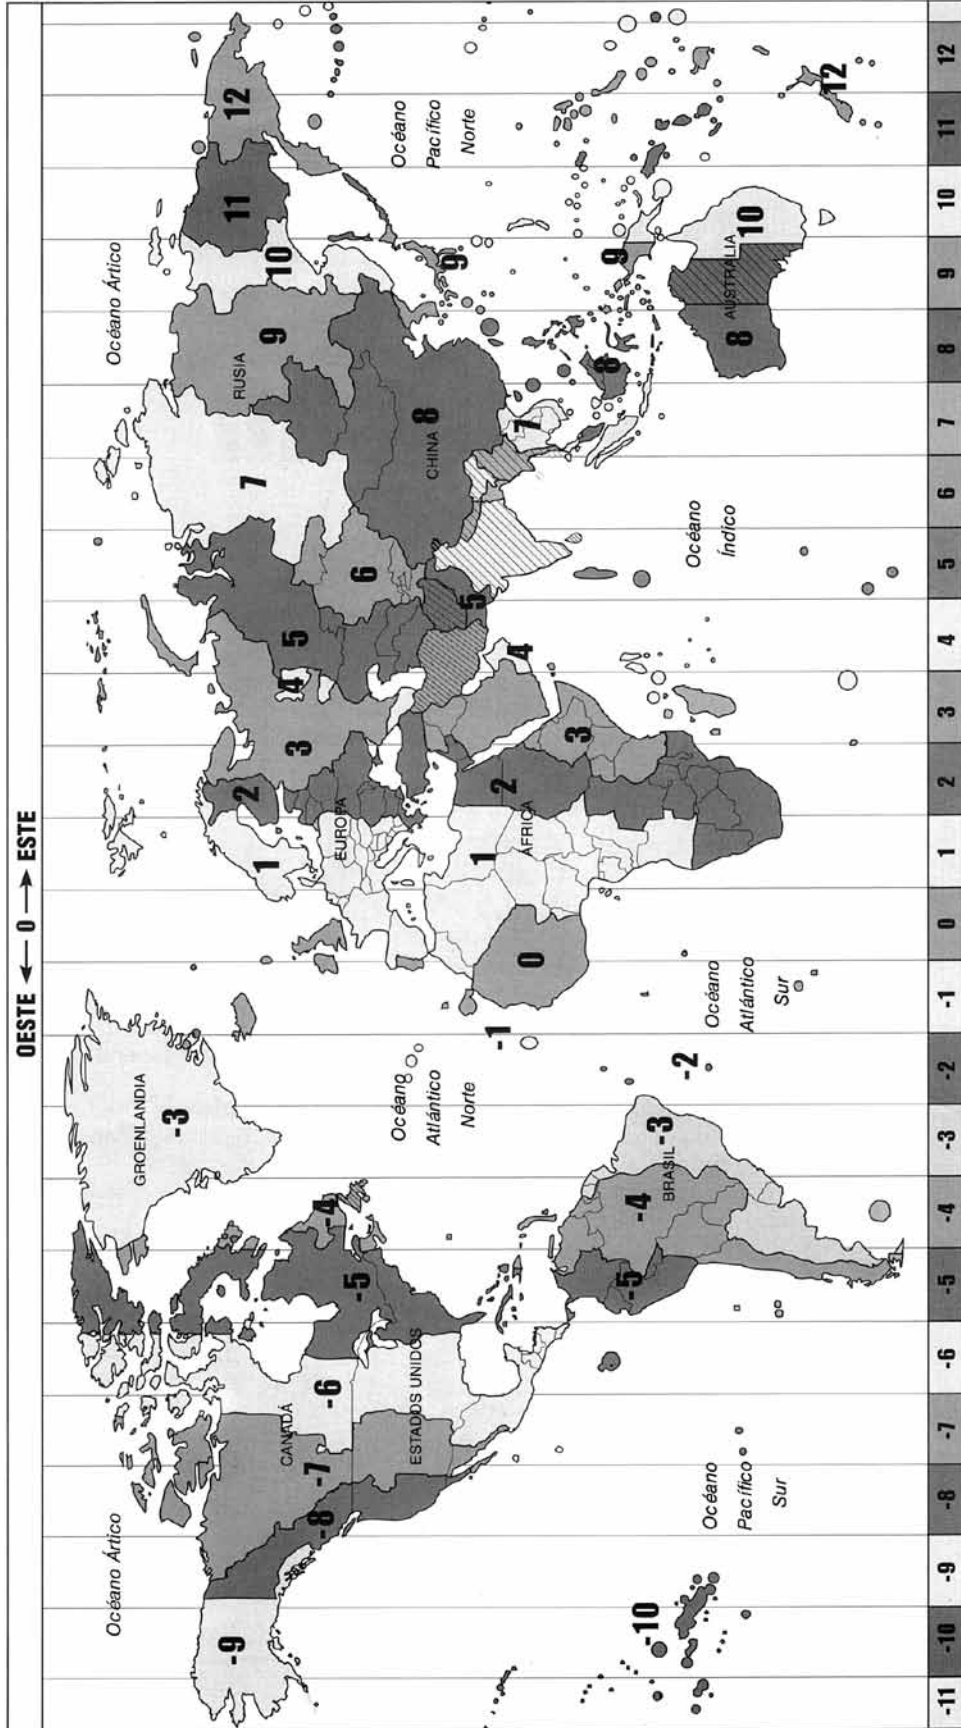 OESTE ← 0 → ESTE
Océano Ártico
Océano Ártico
GROENLANDIA
-3
-9
-8
-7
-6
-5
-4
CANADÁ
ESTADOS UNIDOS
Océano
Atlántico
Norte
-1
-2
-3
BRASIL
-4
-5
-10
Océano
Pacífico
Sur
Océano
Atlántico
Sur
0
1
1
2
EUROPA
ÁFRICA
2
3
3
4
4
5
5
6
7
RUSIA
9
10
11
12
CHINA 8
7
8
9
9
Océano
Pacífico
Norte
Océano
Índico
AUSTRALIA
8
10
12
-11 -10 -9 -8 -7 -6 -5 -4 -3 -2 -1 0 1 2 3 4 5 6 7 8 9 10 11 12